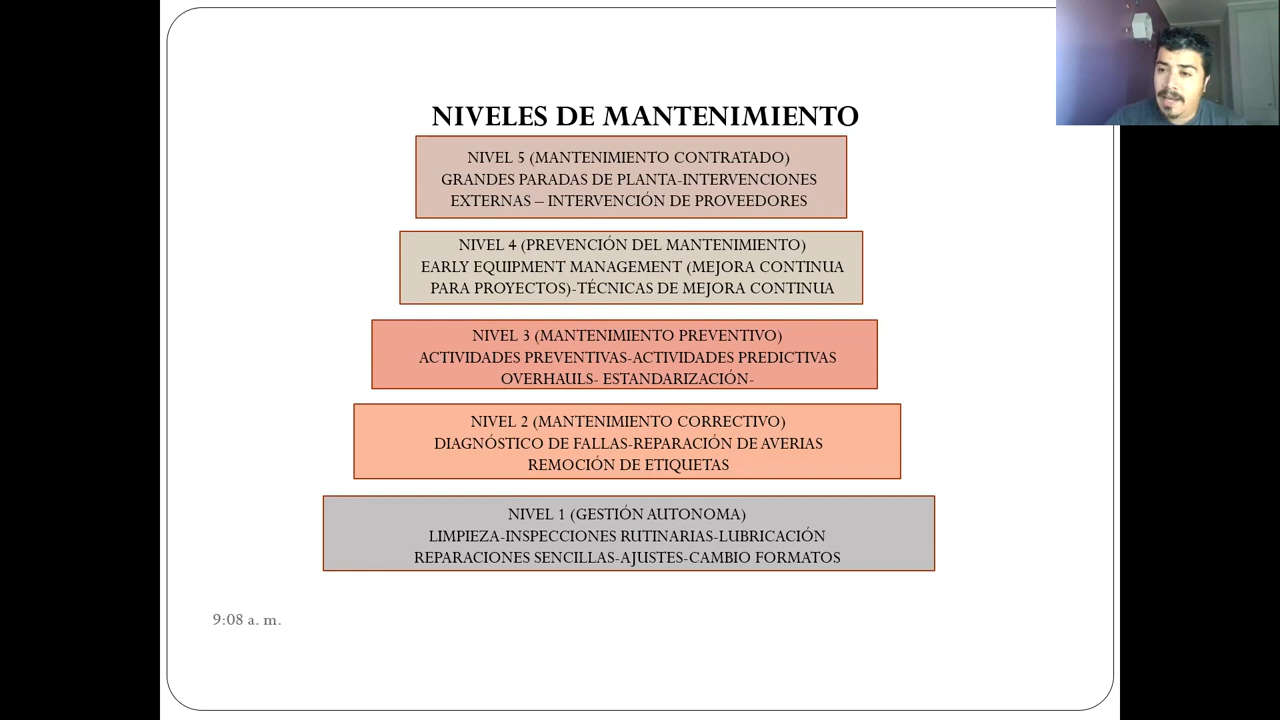 NIVELES DE MANTENIMIENTO
NIVEL 5 (MANTENIMIENTO CONTRATADO)
GRANDES PARADAS DE PLANTA-INTERVENCIONES
EXTERNAS – INTERVENCIÓN DE PROVEEDORES
NIVEL 4 (PREVENCIÓN DEL MANTENIMIENTO)
EARLY EQUIPMENT MANAGEMENT (MEJORA CONTINUA
PARA PROYECTOS)-TÉCNICAS DE MEJORA CONTINUA
NIVEL 3 (MANTENIMIENTO PREVENTIVO)
ACTIVIDADES PREVENTIVAS-ACTIVIDADES PREDICTIVAS
OVERHAULS- ESTANDARIZACIÓN-
NIVEL 2 (MANTENIMIENTO CORRECTIVO)
DIAGNÓSTICO DE FALLAS-REPARACIÓN DE AVERIAS
REMOCIÓN DE ETIQUETAS
NIVEL 1 (GESTIÓN AUTONOMA)
LIMPIEZA-INSPECCIONES RUTINARIAS-LUBRICACIÓN
REPARACIONES SENCILLAS-AJUSTES-CAMBIO FORMATOS
9:08 a. m.